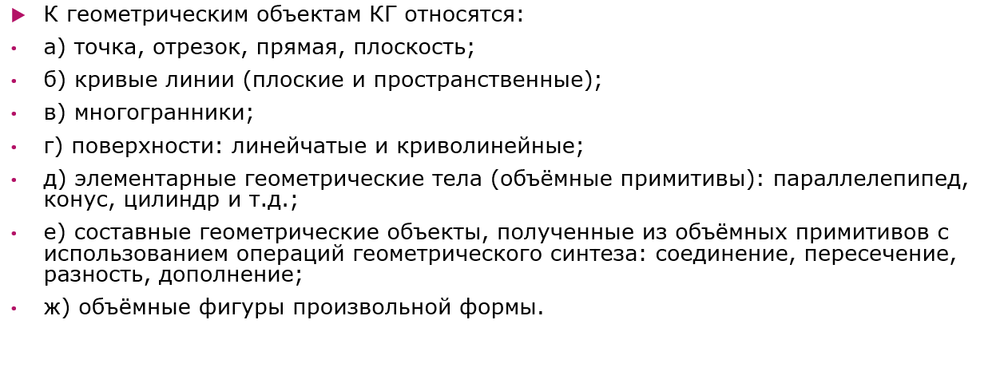 К геометрическим объектам КГ относятся:
а) точка, отрезок, прямая, плоскость;
б) кривые линии (плоские и пространственные);
в) многогранники;
г) поверхности: линейчатые и криволинейные;
д) элементарные геометрические тела (объёмные примитивы): параллелепипед,
конус, цилиндр и т.д.;
е) составные геометрические объекты, полученные из объёмных примитивов с
использованием операций геометрического синтеза: соединение, пересечение,
разность, дополнение;
ж) объёмные фигуры произвольной формы.